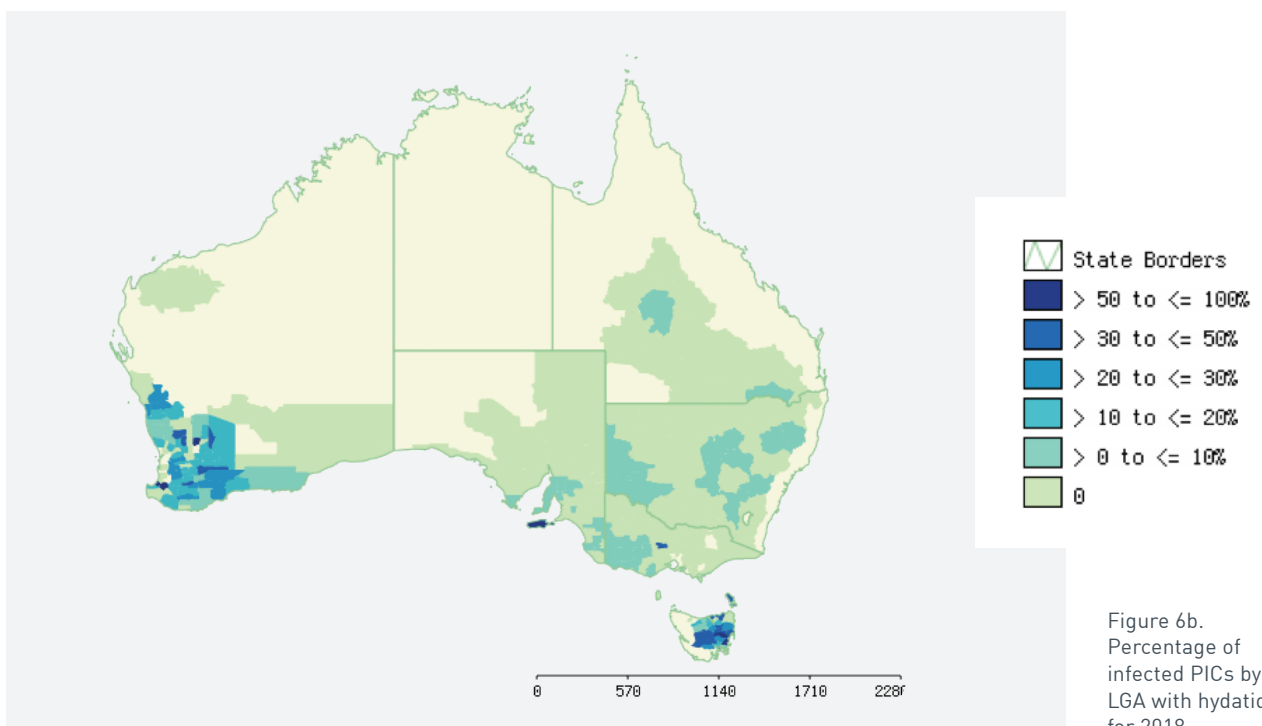 State Borders
> 50 to <= 100%
> 30 to <= 50%
> 20 to <= 30%
> 10 to <= 20%
> 0 to <= 10%
0
0 570 1140 1710
Figure 6b.
Percentage of
infected PICs by
LGA with